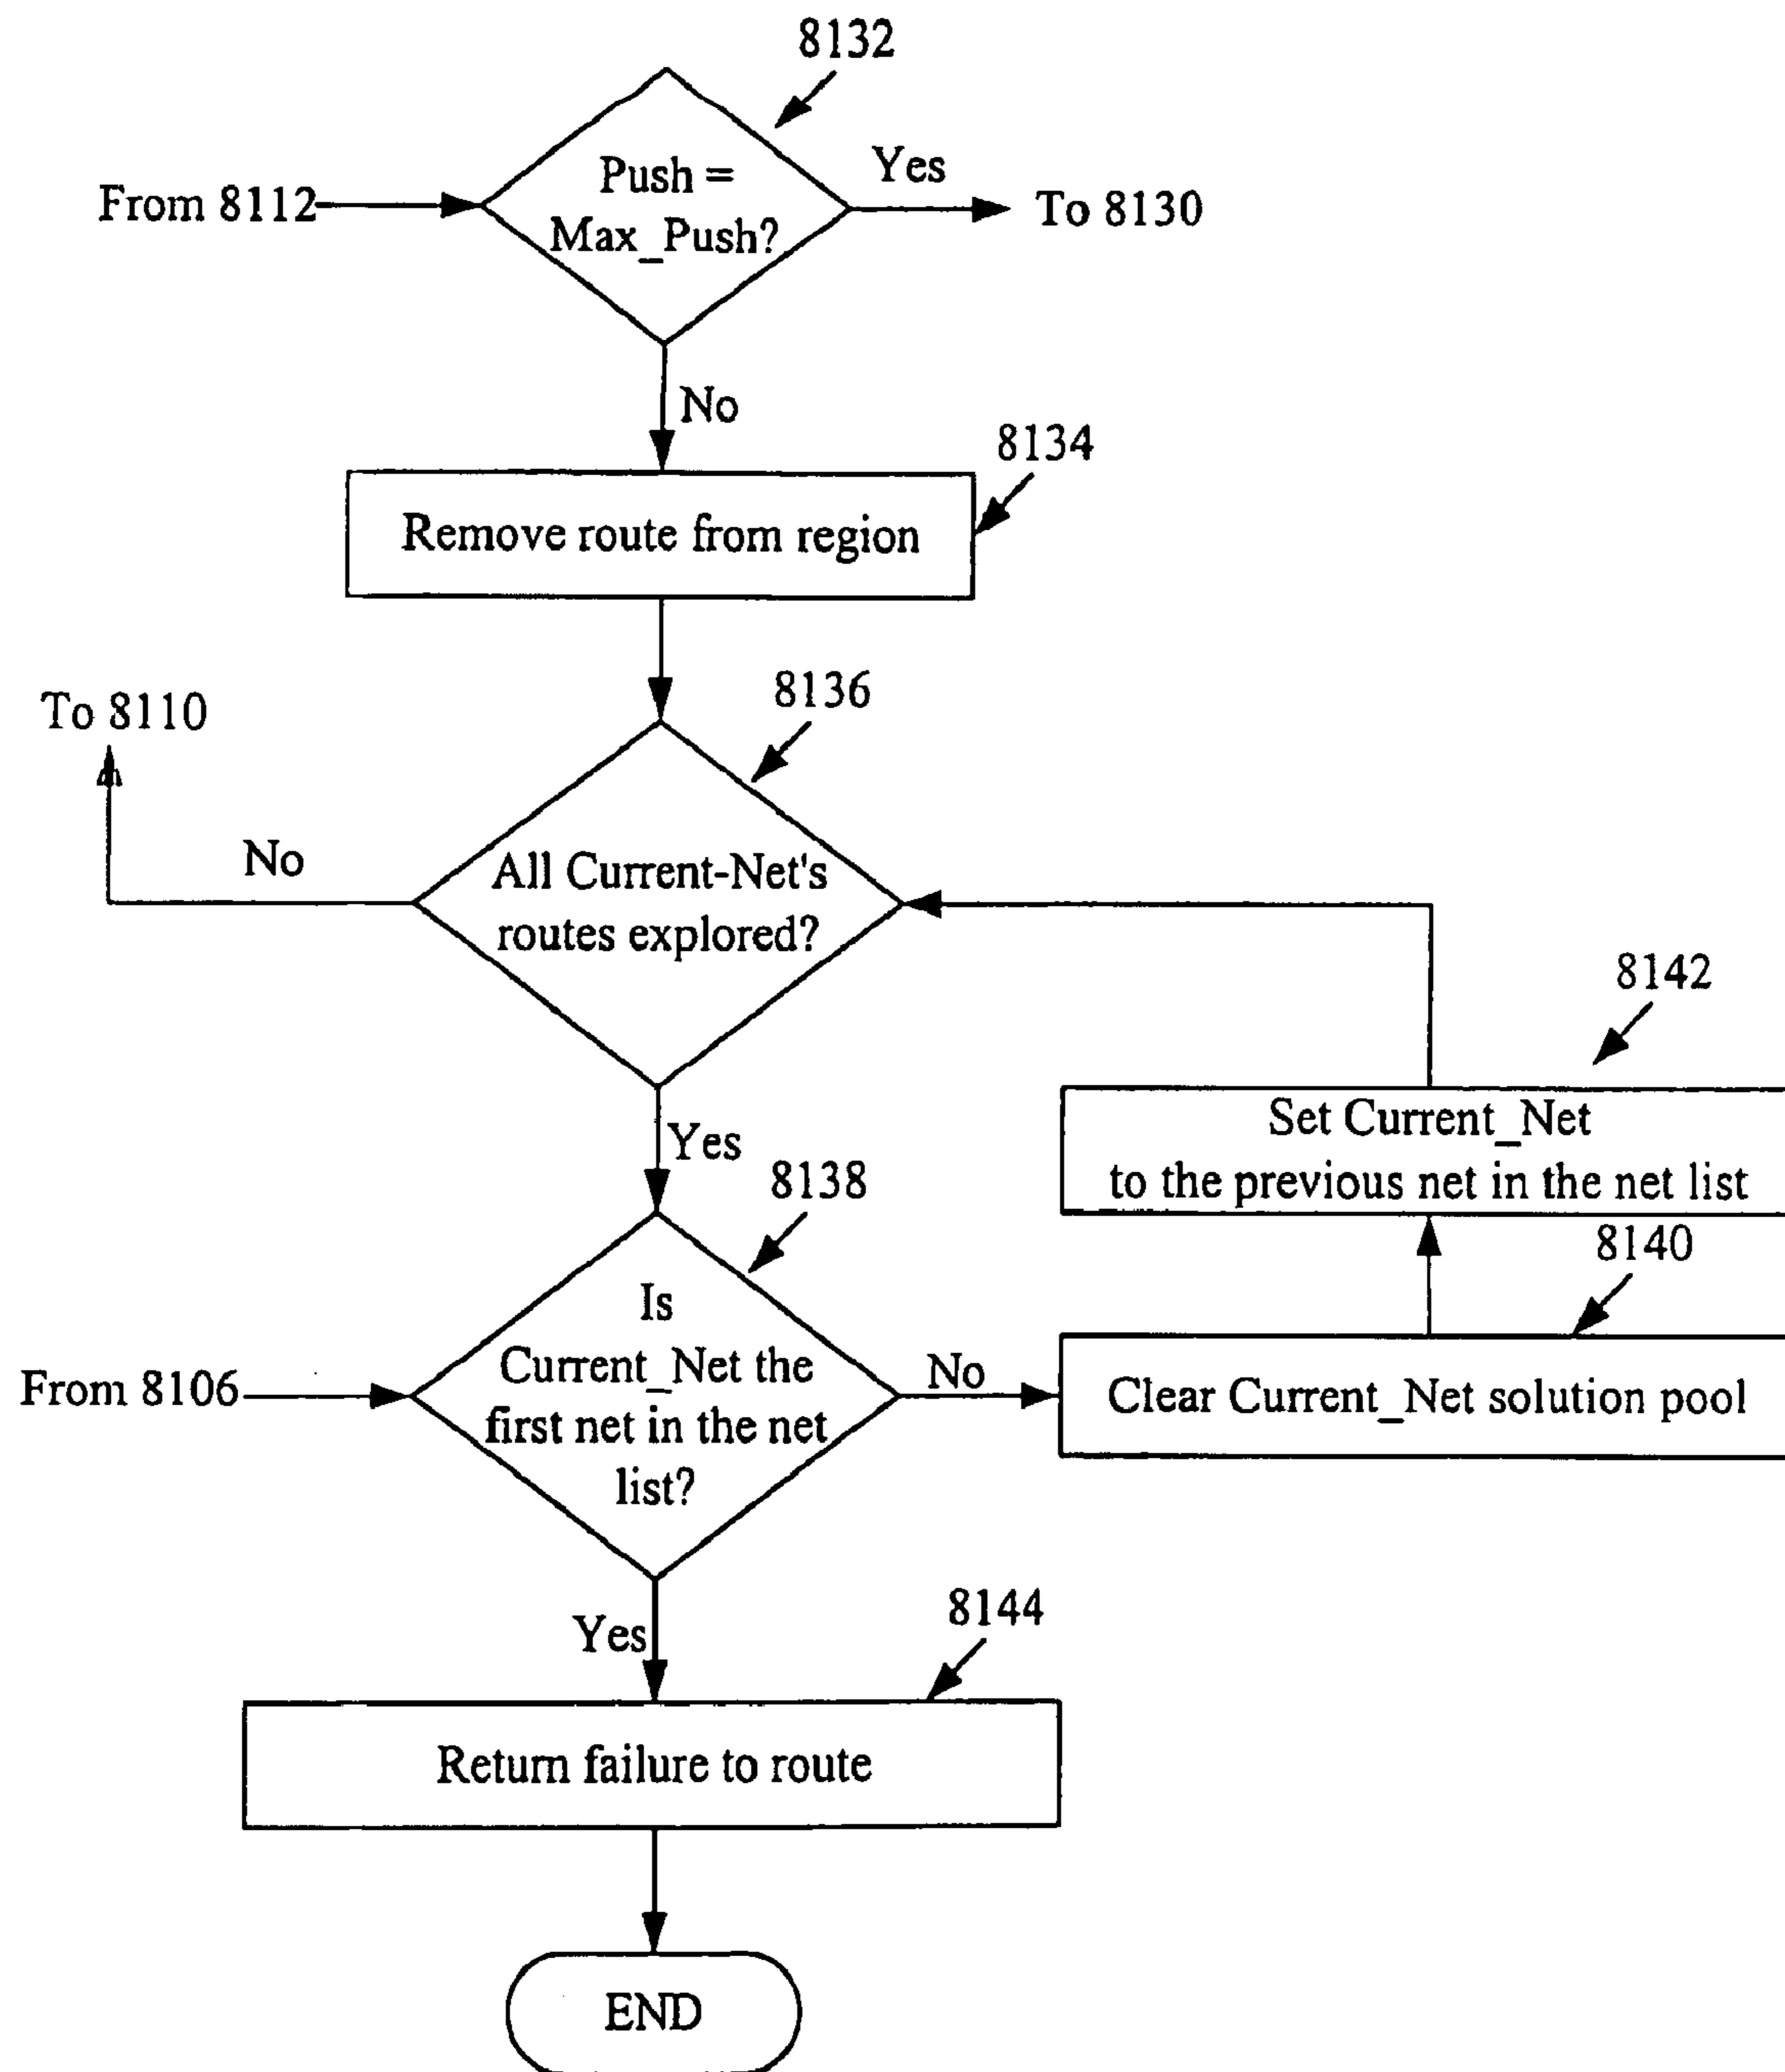 8132
Push =
Max_Push?
Yes
From 8112
To 8130
No
8134
Remove route from region
8136
To 8110
No
All Current-Net's
routes explored?
8142
Set Current_Net
to the previous net in the net list
Yes
8138
8140
Is
Current_Net the
first net in the net
list?
From 8106
No
Clear Current_Net solution pool
Yes
8144
Return failure to route
END